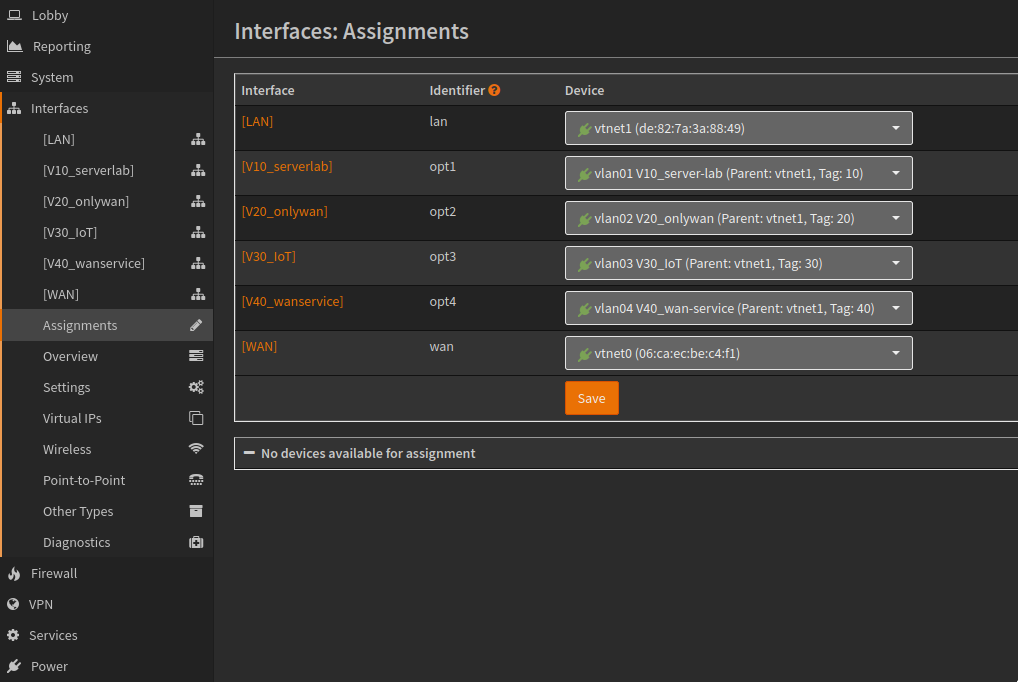 Lobby
Reporting
System
Interfaces
[LAN]
[V10_serverlab]
[V20_onlywan]
[V30_IoT]
[V40_wanservice]
[WAN]
Assignments
Overview
Settings
Virtual IPs
Wireless
Point-to-Point
Other Types
Diagnostics
Firewall
VPN
Services
Power
Interfaces: Assignments
Interface Identifier ? Device
[LAN] lan vtnet1 (de:82:7a:3a:88:49)
[V10_serverlab] opt1 vlan01 V10_server-lab (Parent: vtnet1, Tag: 10)
[V20_onlywan] opt2 vlan02 V20_onlywan (Parent: vtnet1, Tag: 20)
[V30_IoT] opt3 vlan03 V30_IoT (Parent: vtnet1, Tag: 30)
[V40_wanservice] opt4 vlan04 V40_wan-service (Parent: vtnet1, Tag: 40)
[WAN] wan vtnet0 (06:ca:ec:be:c4:f1)
Save
No devices available for assignment